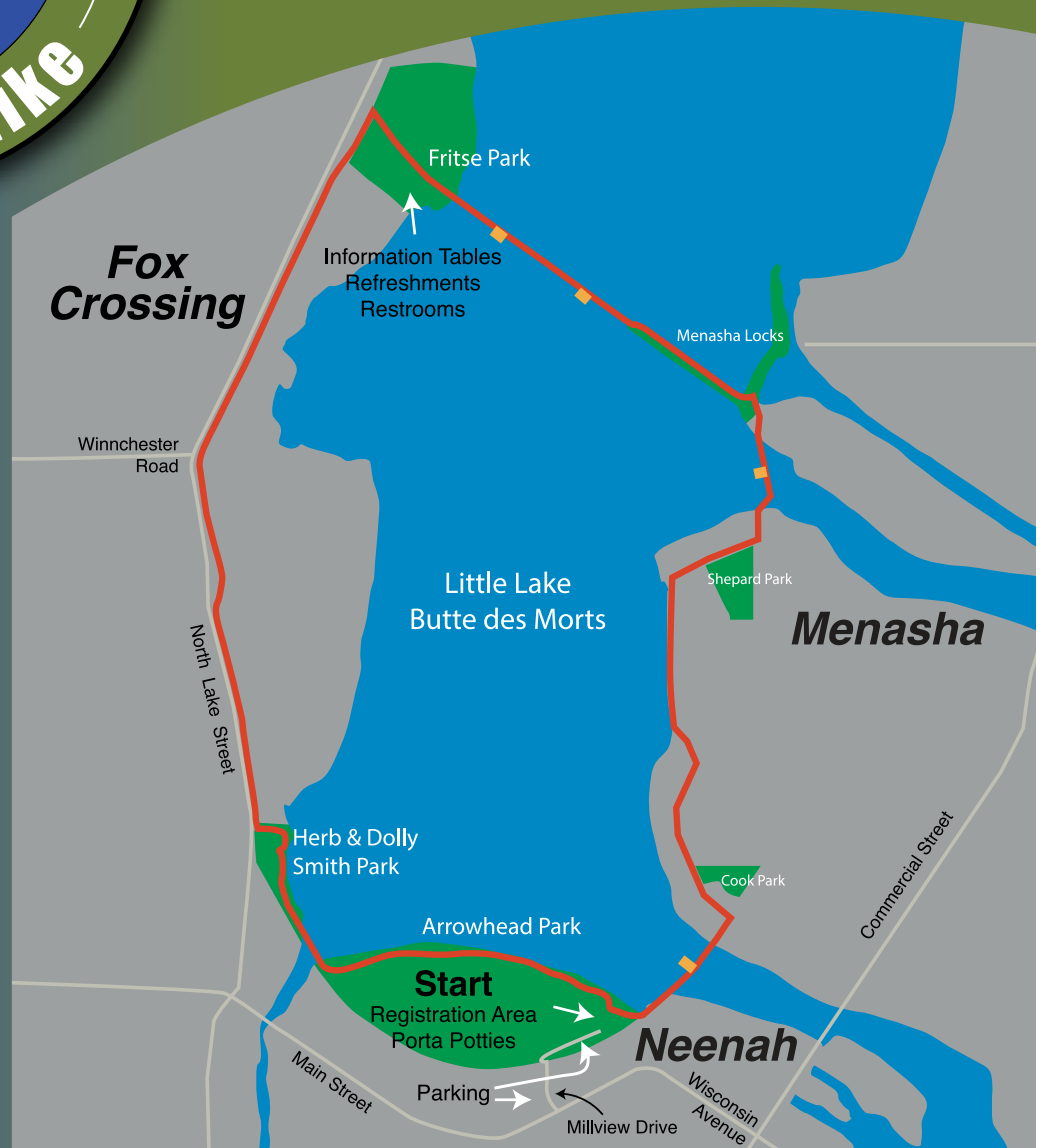 Fritse Park
Information Tables
Refreshments
Restrooms
Fox
Crossing
Menasha Locks
Winnchester
Road
Little Lake
Butte des Morts
Shepard Park
Menasha
North Lake Street
Herb & Dolly
Smith Park
Cook Park
Commercial Street
Arrowhead Park
Start
Registration Area
Porta Potties
Neenah
Main Street
Parking
Wisconsin
Avenue
Millview Drive